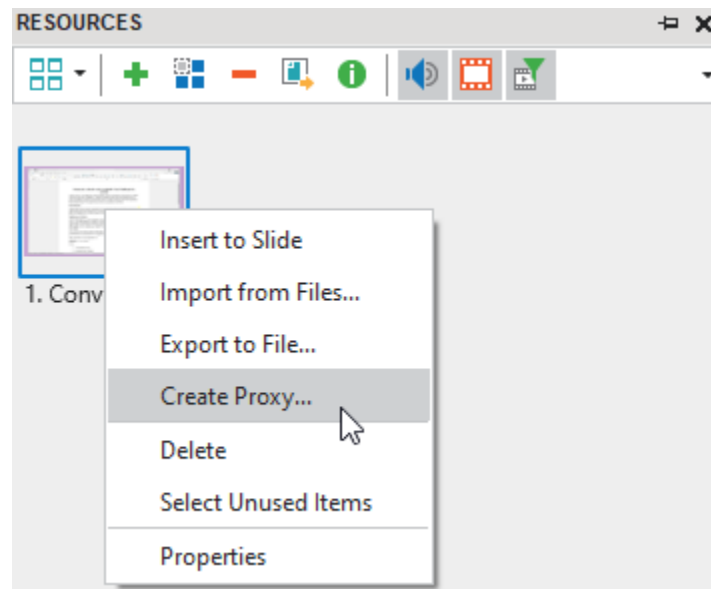 RESOURCES
1. Conv
Insert to Slide
Import from Files...
Export to File...
Create Proxy...
Delete
Select Unused Items
Properties